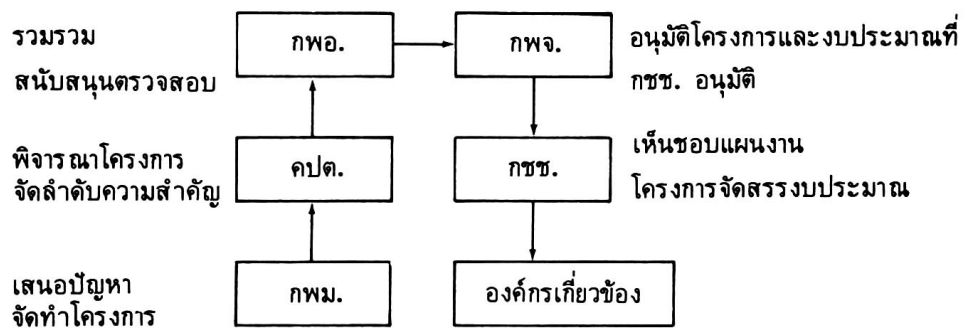 รวมรวม
สนับสนุนตรวจสอบ
กพอ.
กพจ.
อนุมัติโครงการและงบประมาณที่
กชช. อนุมัติ
พิจารณาโครงการ
จัดลำดับความสำคัญ
คปต.
กชช.
เห็นชอบแผนงาน
โครงการจัดสรรงบประมาณ
เสนอปัญหา
จัดทำโครงการ
กพม.
องค์กรเกี่ยวข้อง